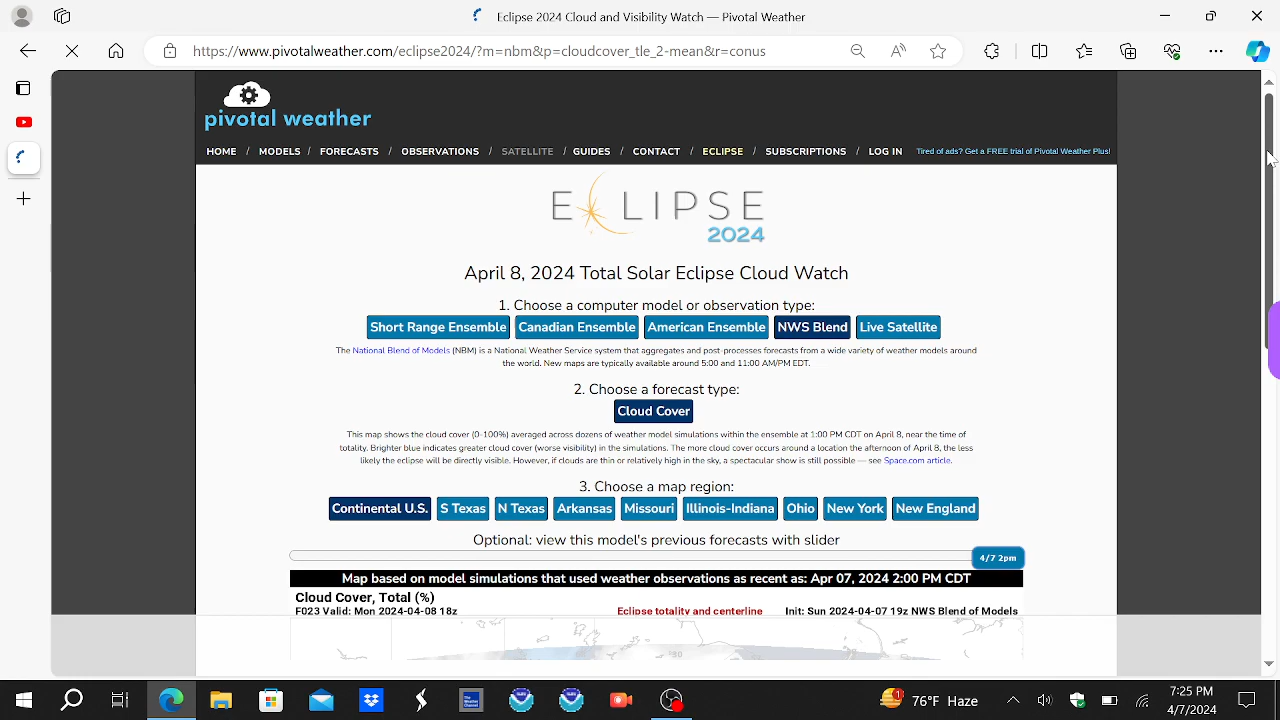 Eclipse 2024 Cloud and Visibility Watch — Pivotal Weather
https://www.pivotalweather.com/eclipse2024/?m=nbm&p=cloudcover_tle_2-mean&r=conus
pivotal weather
HOME / MODELS / FORECASTS / OBSERVATIONS / SATELLITE / GUIDES / CONTACT / ECLIPSE / SUBSCRIPTIONS / LOG IN Tired of ads? Get a FREE trial of Pivotal Weather Plus!
ECLIPSE
2024
April 8, 2024 Total Solar Eclipse Cloud Watch
1. Choose a computer model or observation type:
Short Range Ensemble Canadian Ensemble American Ensemble NWS Blend Live Satellite
The National Blend of Models (NBM) is a National Weather Service system that aggregates and post-processes forecasts from a wide variety of weather models around
the world. New maps are typically available around 5:00 and 11:00 AM/PM EDT.
2. Choose a forecast type:
Cloud Cover
This map shows the cloud cover (0-100%) averaged across dozens of weather model simulations within the ensemble at 1:00 PM CDT on April 8, near the time of
totality. Brighter blue indicates greater cloud cover (worse visibility) in the simulations. The more cloud cover occurs around a location the afternoon of April 8, the less
likely the eclipse will be directly visible. However, if clouds are thin or relatively high in the sky, a spectacular show is still possible — see Space.com article.
3. Choose a map region:
Continental U.S. S Texas N Texas Arkansas Missouri Illinois-Indiana Ohio New York New England
Optional: view this model's previous forecasts with slider
4/7 2pm
Map based on model simulations that used weather observations as recent as: Apr 07, 2024 2:00 PM CDT
Cloud Cover, Total (%)
F023 Valid: Mon 2024-04-08 18z Eclipse totality and centerline Init: Sun 2024-04-07 19z NWS Blend of Models
76°F Haze
7:25 PM
4/7/2024